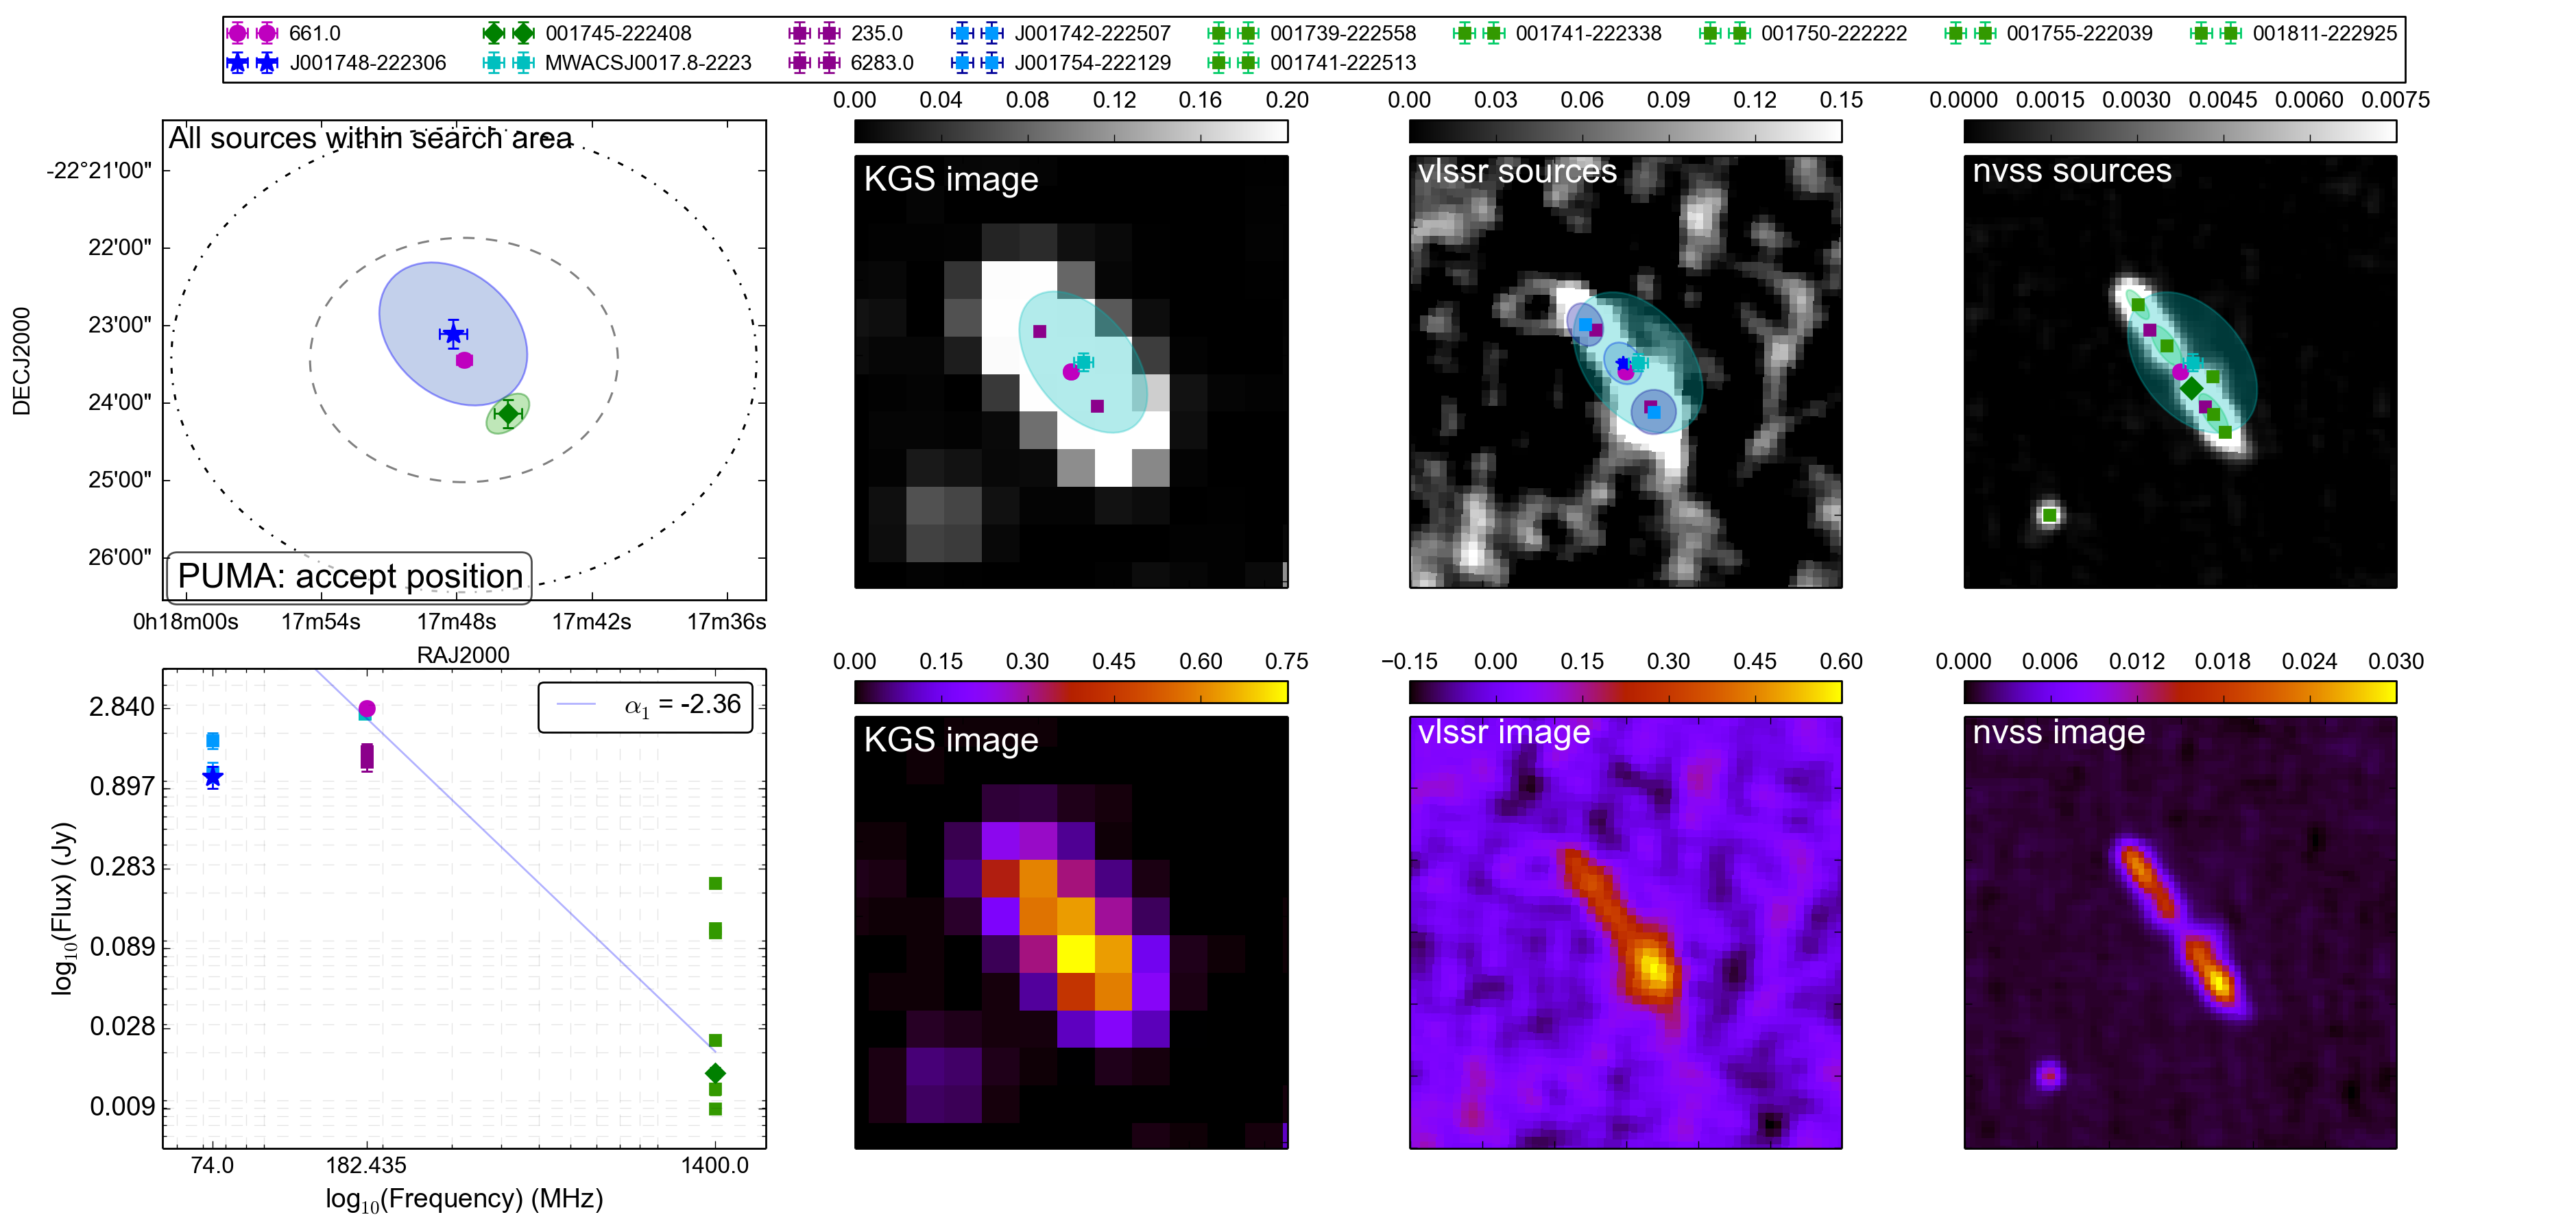 661.0 001745-222408 235.0 J001742-222507 001739-222558 001741-222338 001750-222222 001755-222039 001811-222925
J001748-222306 MWACSJ0017.8-2223 6283.0 J001754-222129 001741-222513
0.00 0.04 0.08 0.12 0.16 0.20
0.00 0.03 0.06 0.09 0.12 0.15
0.0000 0.0015 0.0030 0.0045 0.0060 0.0075
All sources within search area
-22°21'00"
22'00"
23'00"
24'00"
25'00"
26'00"
DECJ2000
PUMA: accept position
0h18m00s 17m54s 17m48s 17m42s 17m36s
RAJ2000
KGS image
vlssr sources
nvss sources
0.00 0.15 0.30 0.45 0.60 0.75
−0.15 0.00 0.15 0.30 0.45 0.60
0.000 0.006 0.012 0.018 0.024 0.030
α1 = -2.36
2.840
0.897
0.283
0.089
0.028
0.009
log10(Flux) (Jy)
74.0 182.435 1400.0
log10(Frequency) (MHz)
KGS image
vlssr image
nvss image